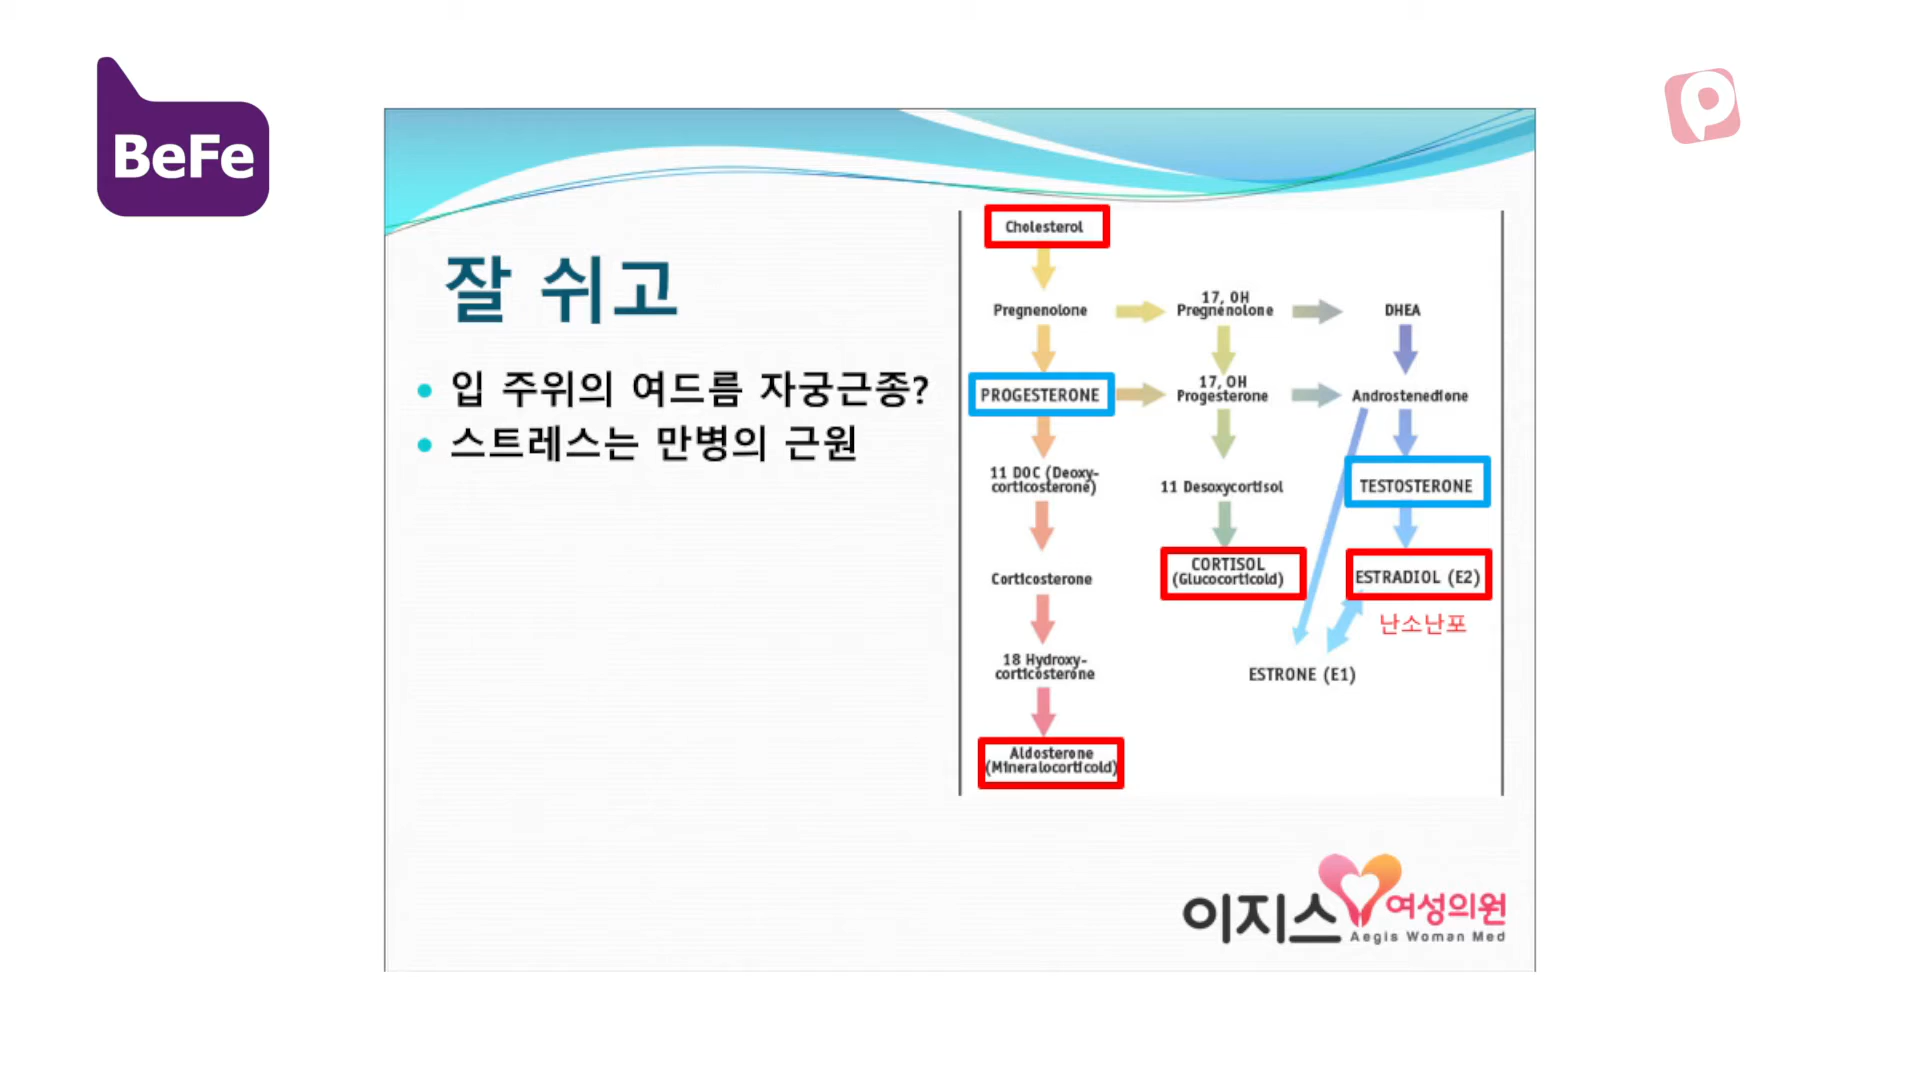 BeFe
잘 쉬고
입 주위의 여드름 자궁근종?
스트레스는 만병의 근원
Cholesterol
Pregnenolone
17, OH
Pregnenolone
DHEA
PROGESTERONE
17, OH
Progesterone
Androstenedione
11 DOC (Deoxy-
corticosterone)
11 Desoxycortisol
TESTOSTERONE
Corticosterone
CORTISOL
(Glucocorticoid)
ESTRADIOL (E2)
난소난포
18 Hydroxy-
corticosterone
ESTRONE (E1)
Aldosterone
(Mineralocorticoid)
이지스 여성의원
Aegis Woman Med